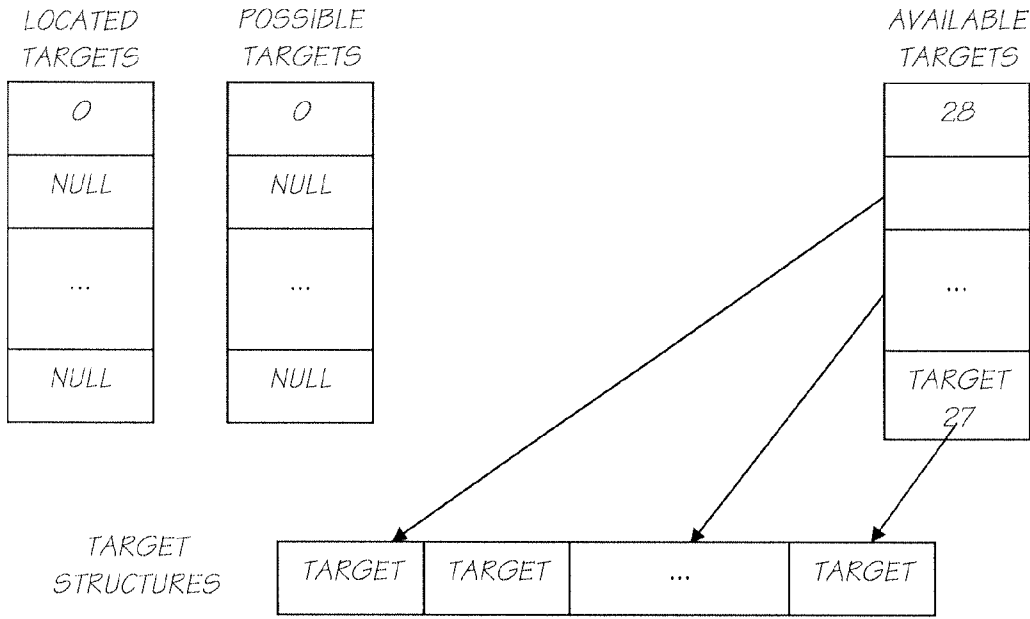 LOCATED
TARGETS
0
NULL
...
NULL
POSSIBLE
TARGETS
0
NULL
...
NULL
AVAILABLE
TARGETS
28
...
TARGET
27
TARGET
STRUCTURES
TARGET
TARGET
...
TARGET